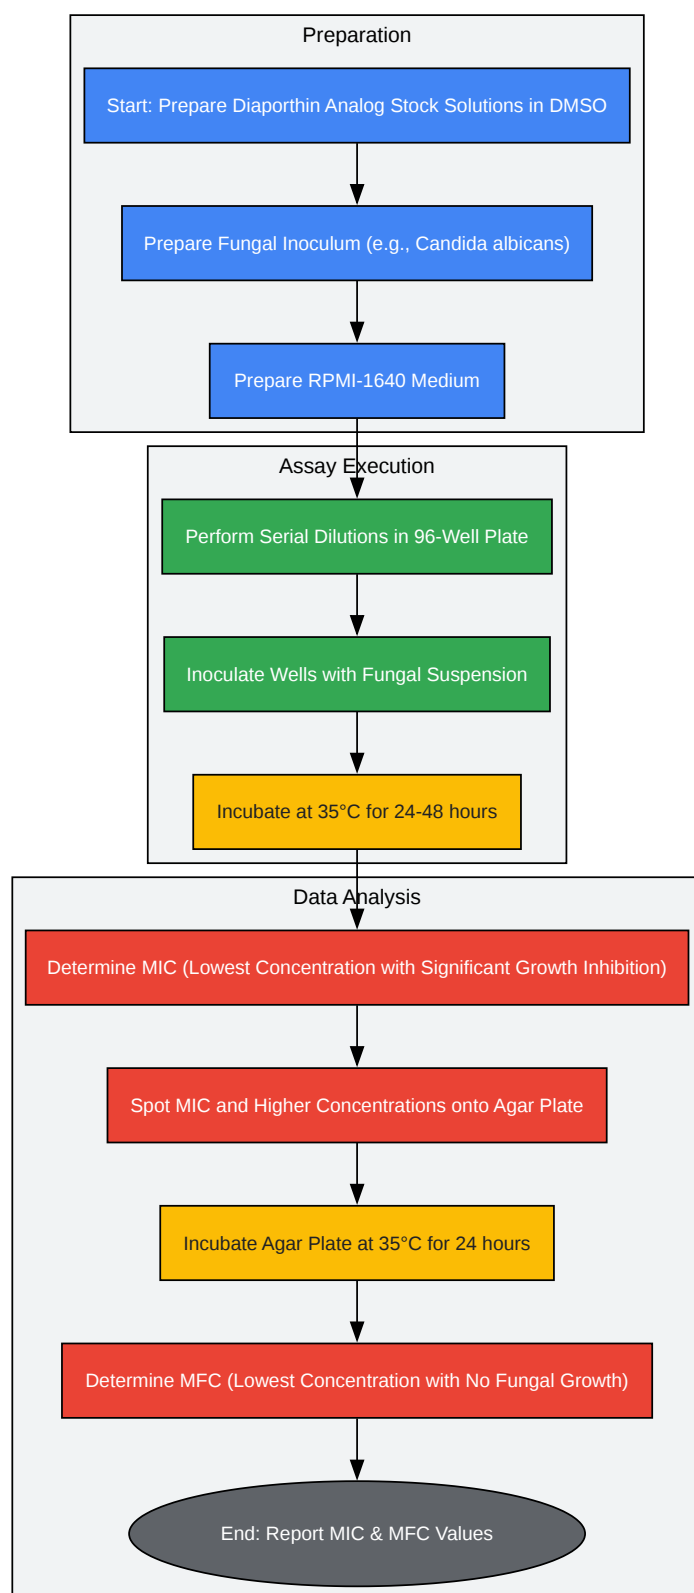 Preparation
Start: Prepare Diaporthin Analog Stock Solutions in DMSO
Prepare Fungal Inoculum (e.g., Candida albicans)
Prepare RPMI-1640 Medium
Assay Execution
Perform Serial Dilutions in 96-Well Plate
Inoculate Wells with Fungal Suspension
Incubate at 35°C for 24-48 hours
Data Analysis
Determine MIC (Lowest Concentration with Significant Growth Inhibition)
Spot MIC and Higher Concentrations onto Agar Plate
Incubate Agar Plate at 35°C for 24 hours
Determine MFC (Lowest Concentration with No Fungal Growth)
End: Report MIC & MFC Values